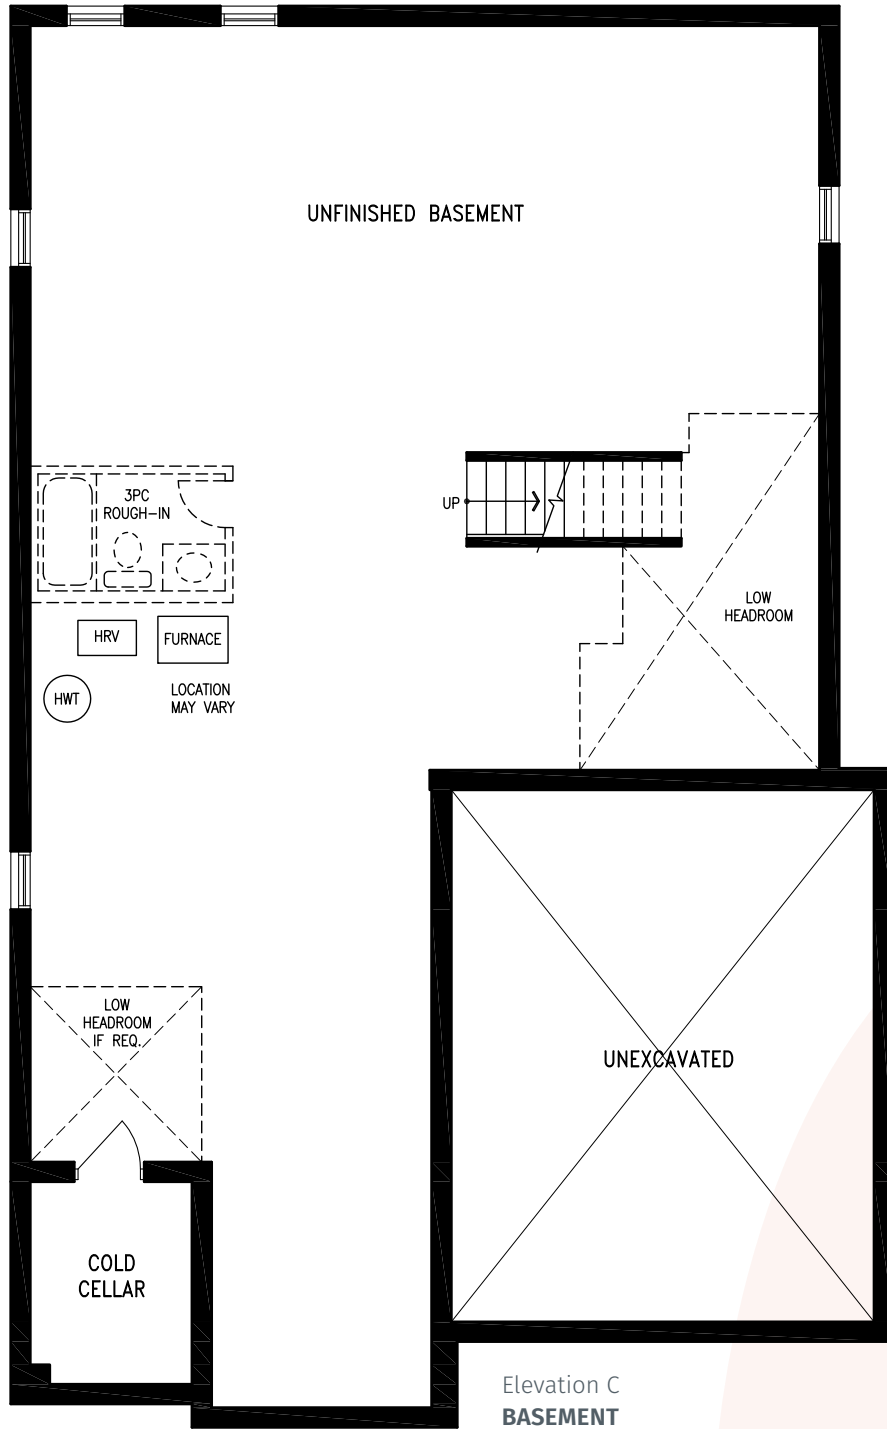 UNFINISHED BASEMENT
3PC
ROUGH-IN
UP
LOW
HEADROOM
HRV
FURNACE
HWT
LOCATION
MAY VARY
LOW
HEADROOM
IF REQ.
UNEXCAVATED
COLD
CELLAR
Elevation C
BASEMENT